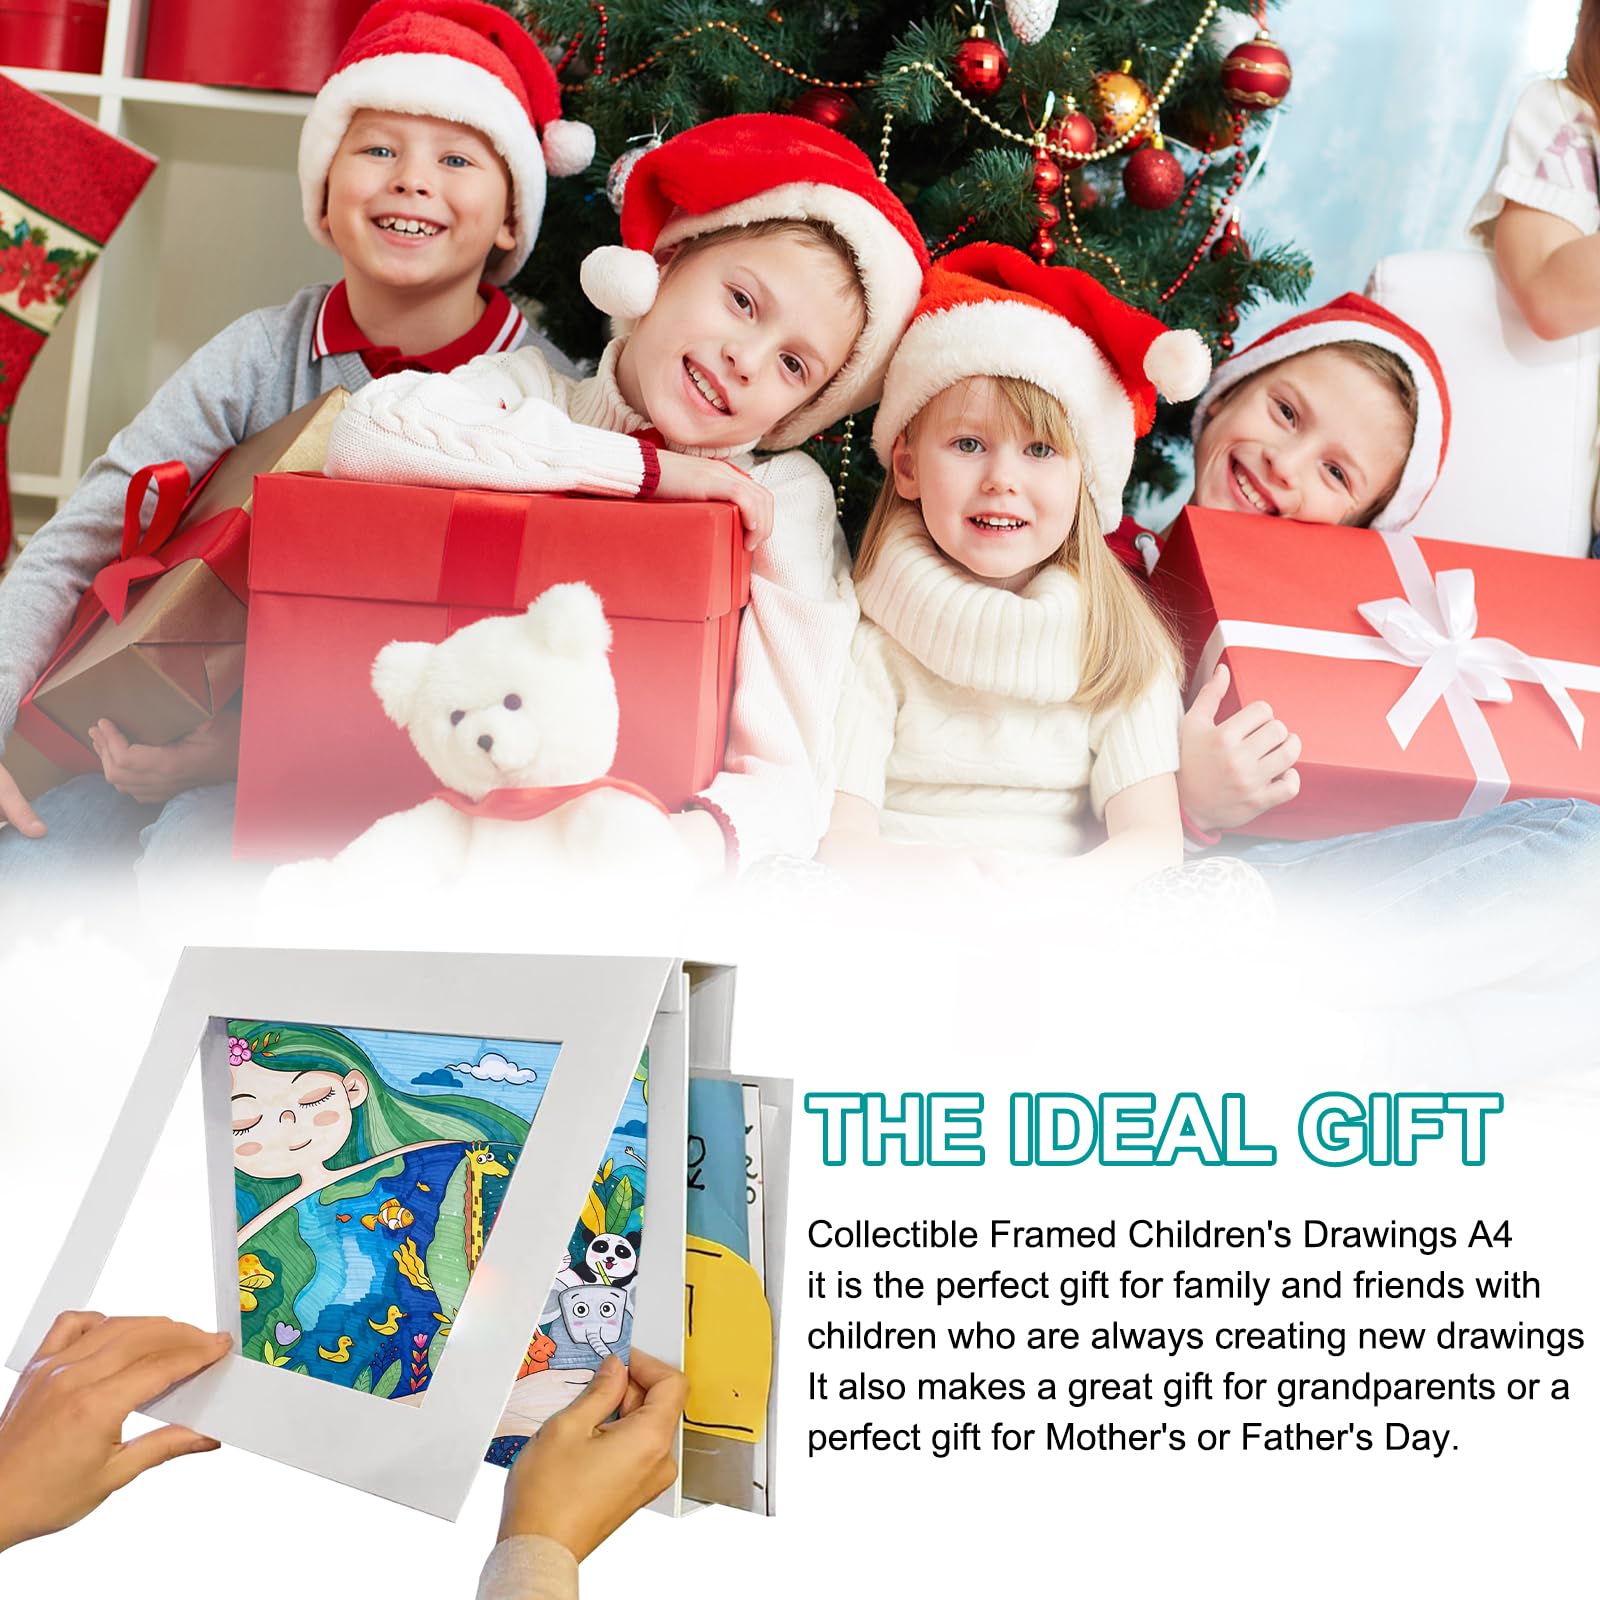 THE IDEAL GIFT
Collectible Framed Children's Drawings A4
it is the perfect gift for family and friends with
children who are always creating new drawings
It also makes a great gift for grandparents or a
perfect gift for Mother's or Father's Day.